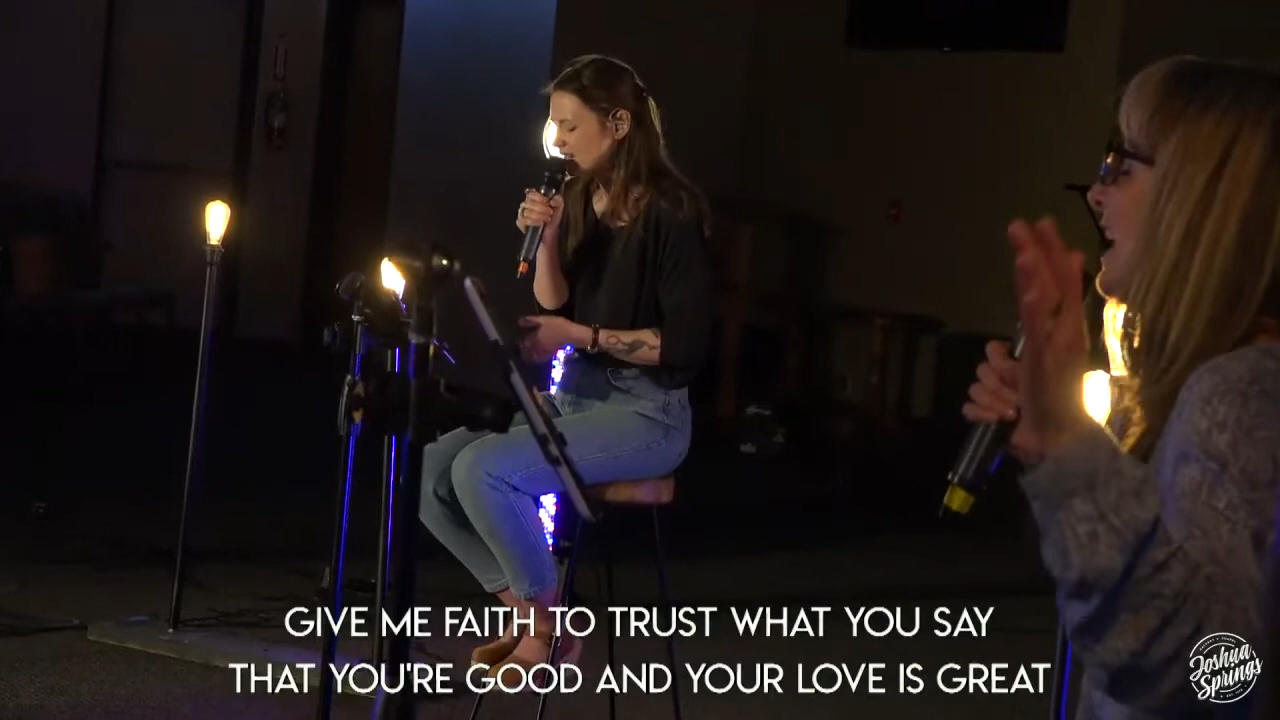 GIVE ME FAITH TO TRUST WHAT YOU SAY
THAT YOU'RE GOOD AND YOUR LOVE IS GREAT
Joshua
Springs